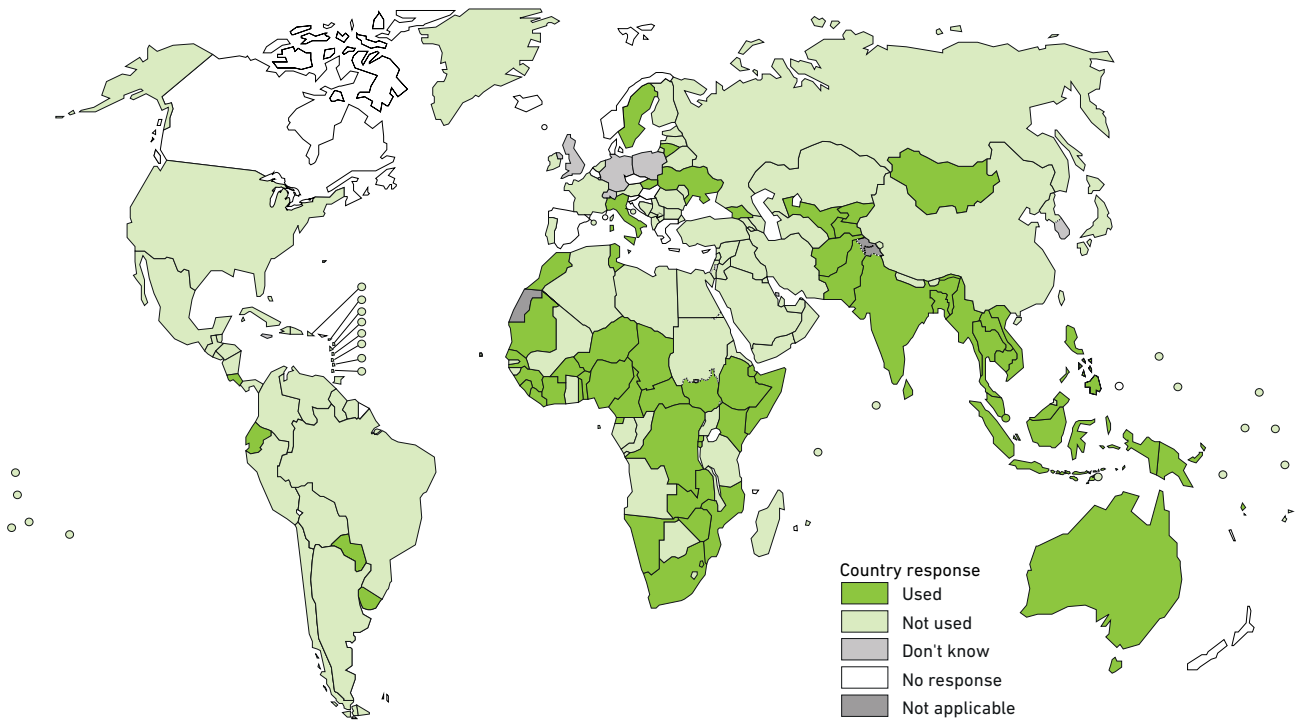 Country response
Used
Not used
Don't know
No response
Not applicable